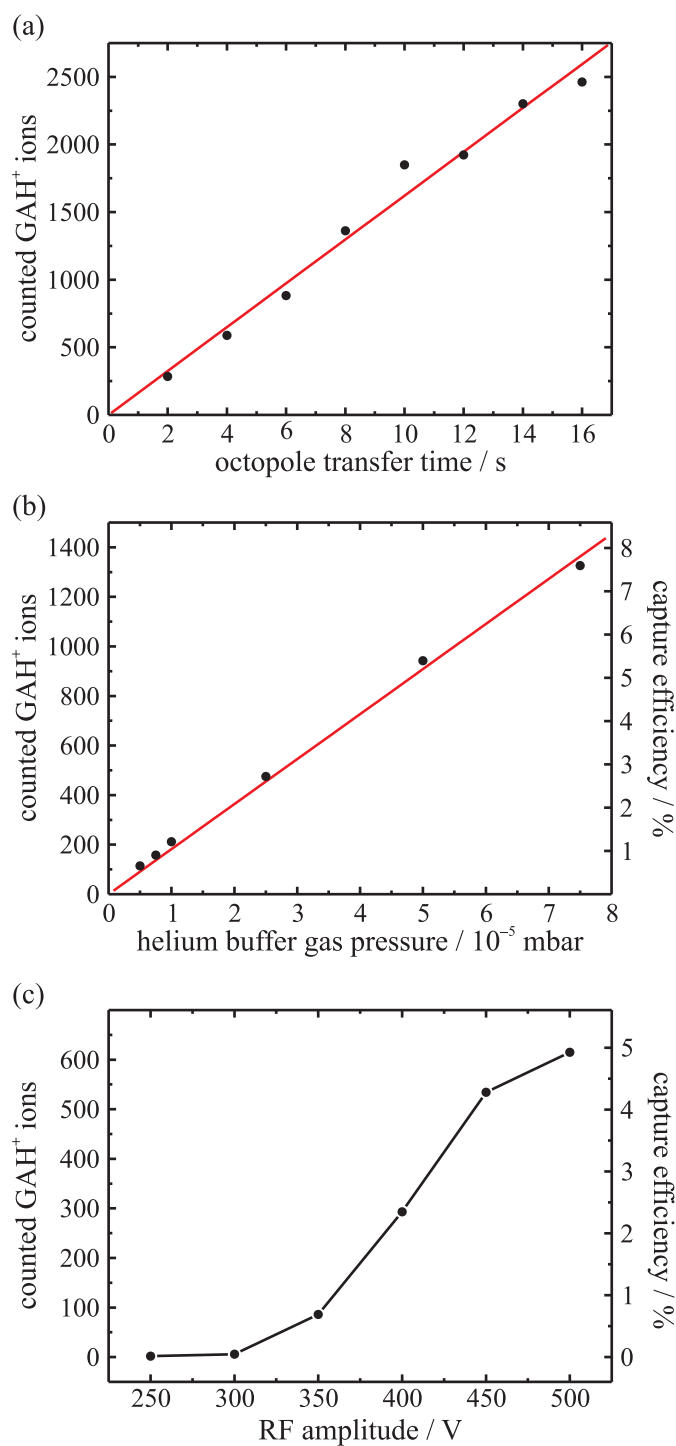 (a)
2500
2000
1500
1000
500
0
counted GAH⁺ ions
0 2 4 6 8 10 12 14 16
octopole transfer time / s
(b)
1400
1200
1000
800
600
400
200
0
counted GAH⁺ ions
8
7
6
5
4
3
2
1
capture efficiency / %
0 1 2 3 4 5 6 7 8
helium buffer gas pressure / 10⁻⁵ mbar
(c)
600
500
400
300
200
100
0
counted GAH⁺ ions
5
4
3
2
1
0
capture efficiency / %
250 300 350 400 450 500
RF amplitude / V